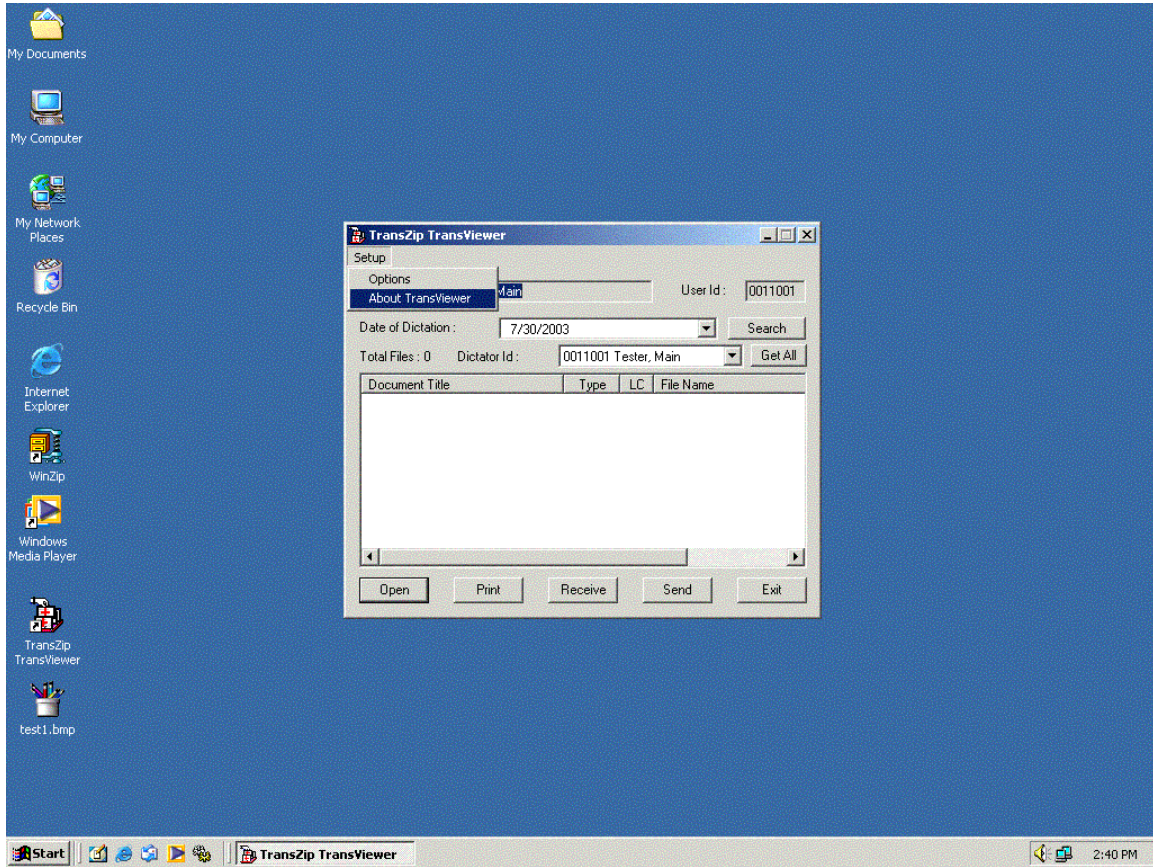 My Documents
My Computer
My Network
Places
Recycle Bin
Internet
Explorer
WinZip
Windows
Media Player
TransZip
TransViewer
test1.bmp
TransZip TransViewer
Setup
Options
About TransViewer
Main
User Id :
0011001
Date of Dictation :
7/30/2003
Search
Total Files : 0
Dictator Id :
0011001 Tester, Main
Get All
Document Title
Type
LC
File Name
Open
Print
Receive
Send
Exit
Start
TransZip TransViewer
2:40 PM